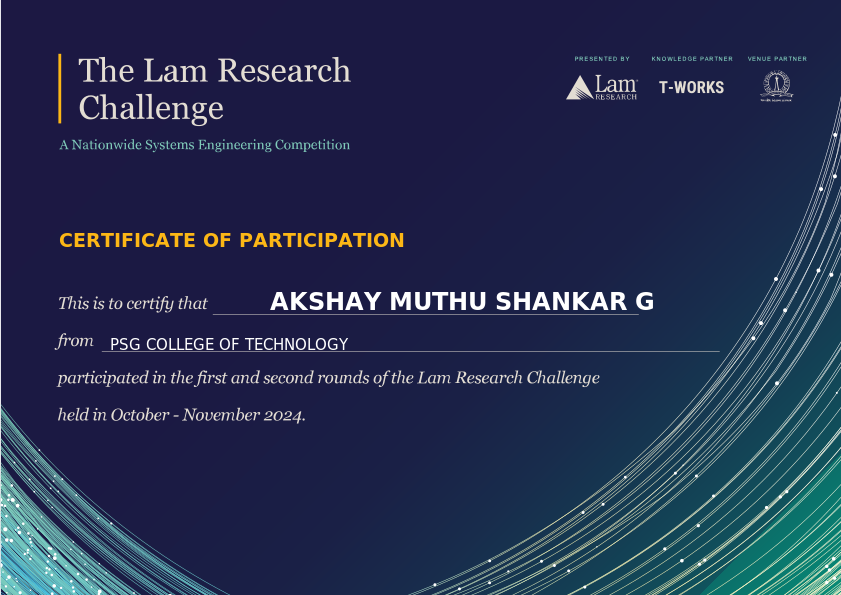 The Lam Research
Challenge
A Nationwide Systems Engineering Competition
PRESENTED BY
Lam
RESEARCH
KNOWLEDGE PARTNER
T-WORKS
VENUE PARTNER
CERTIFICATE OF PARTICIPATION
This is to certify that AKSHAY MUTHU SHANKAR G
from PSG COLLEGE OF TECHNOLOGY
participated in the first and second rounds of the Lam Research Challenge
held in October - November 2024.